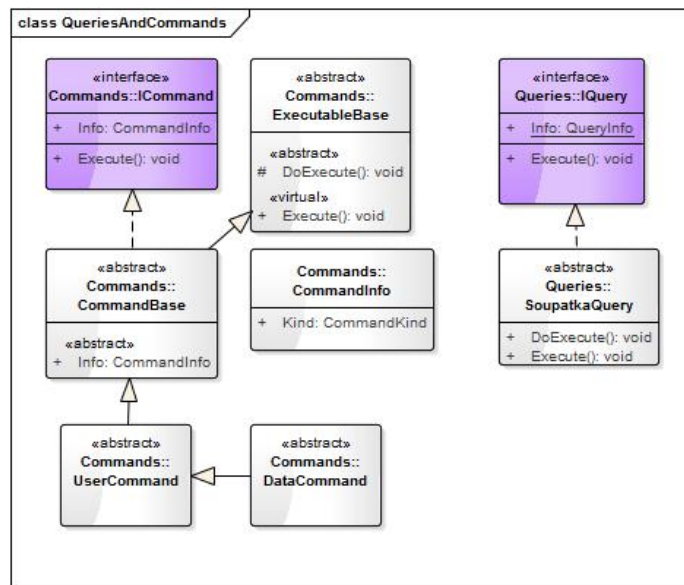 class QueriesAndCommands
«interface»
Commands::ICommand
+ Info: CommandInfo
+ Execute(): void
«abstract»
Commands::
ExecutableBase
«abstract»
# DoExecute(): void
«virtual»
+ Execute(): void
«interface»
Queries::IQuery
+ Info: QueryInfo
+ Execute(): void
«abstract»
Commands::
CommandBase
«abstract»
+ Info: CommandInfo
Commands::
CommandInfo
+ Kind: CommandKind
«abstract»
Queries::
SoupatkaQuery
+ DoExecute(): void
+ Execute(): void
«abstract»
Commands::
UserCommand
«abstract»
Commands::
DataCommand